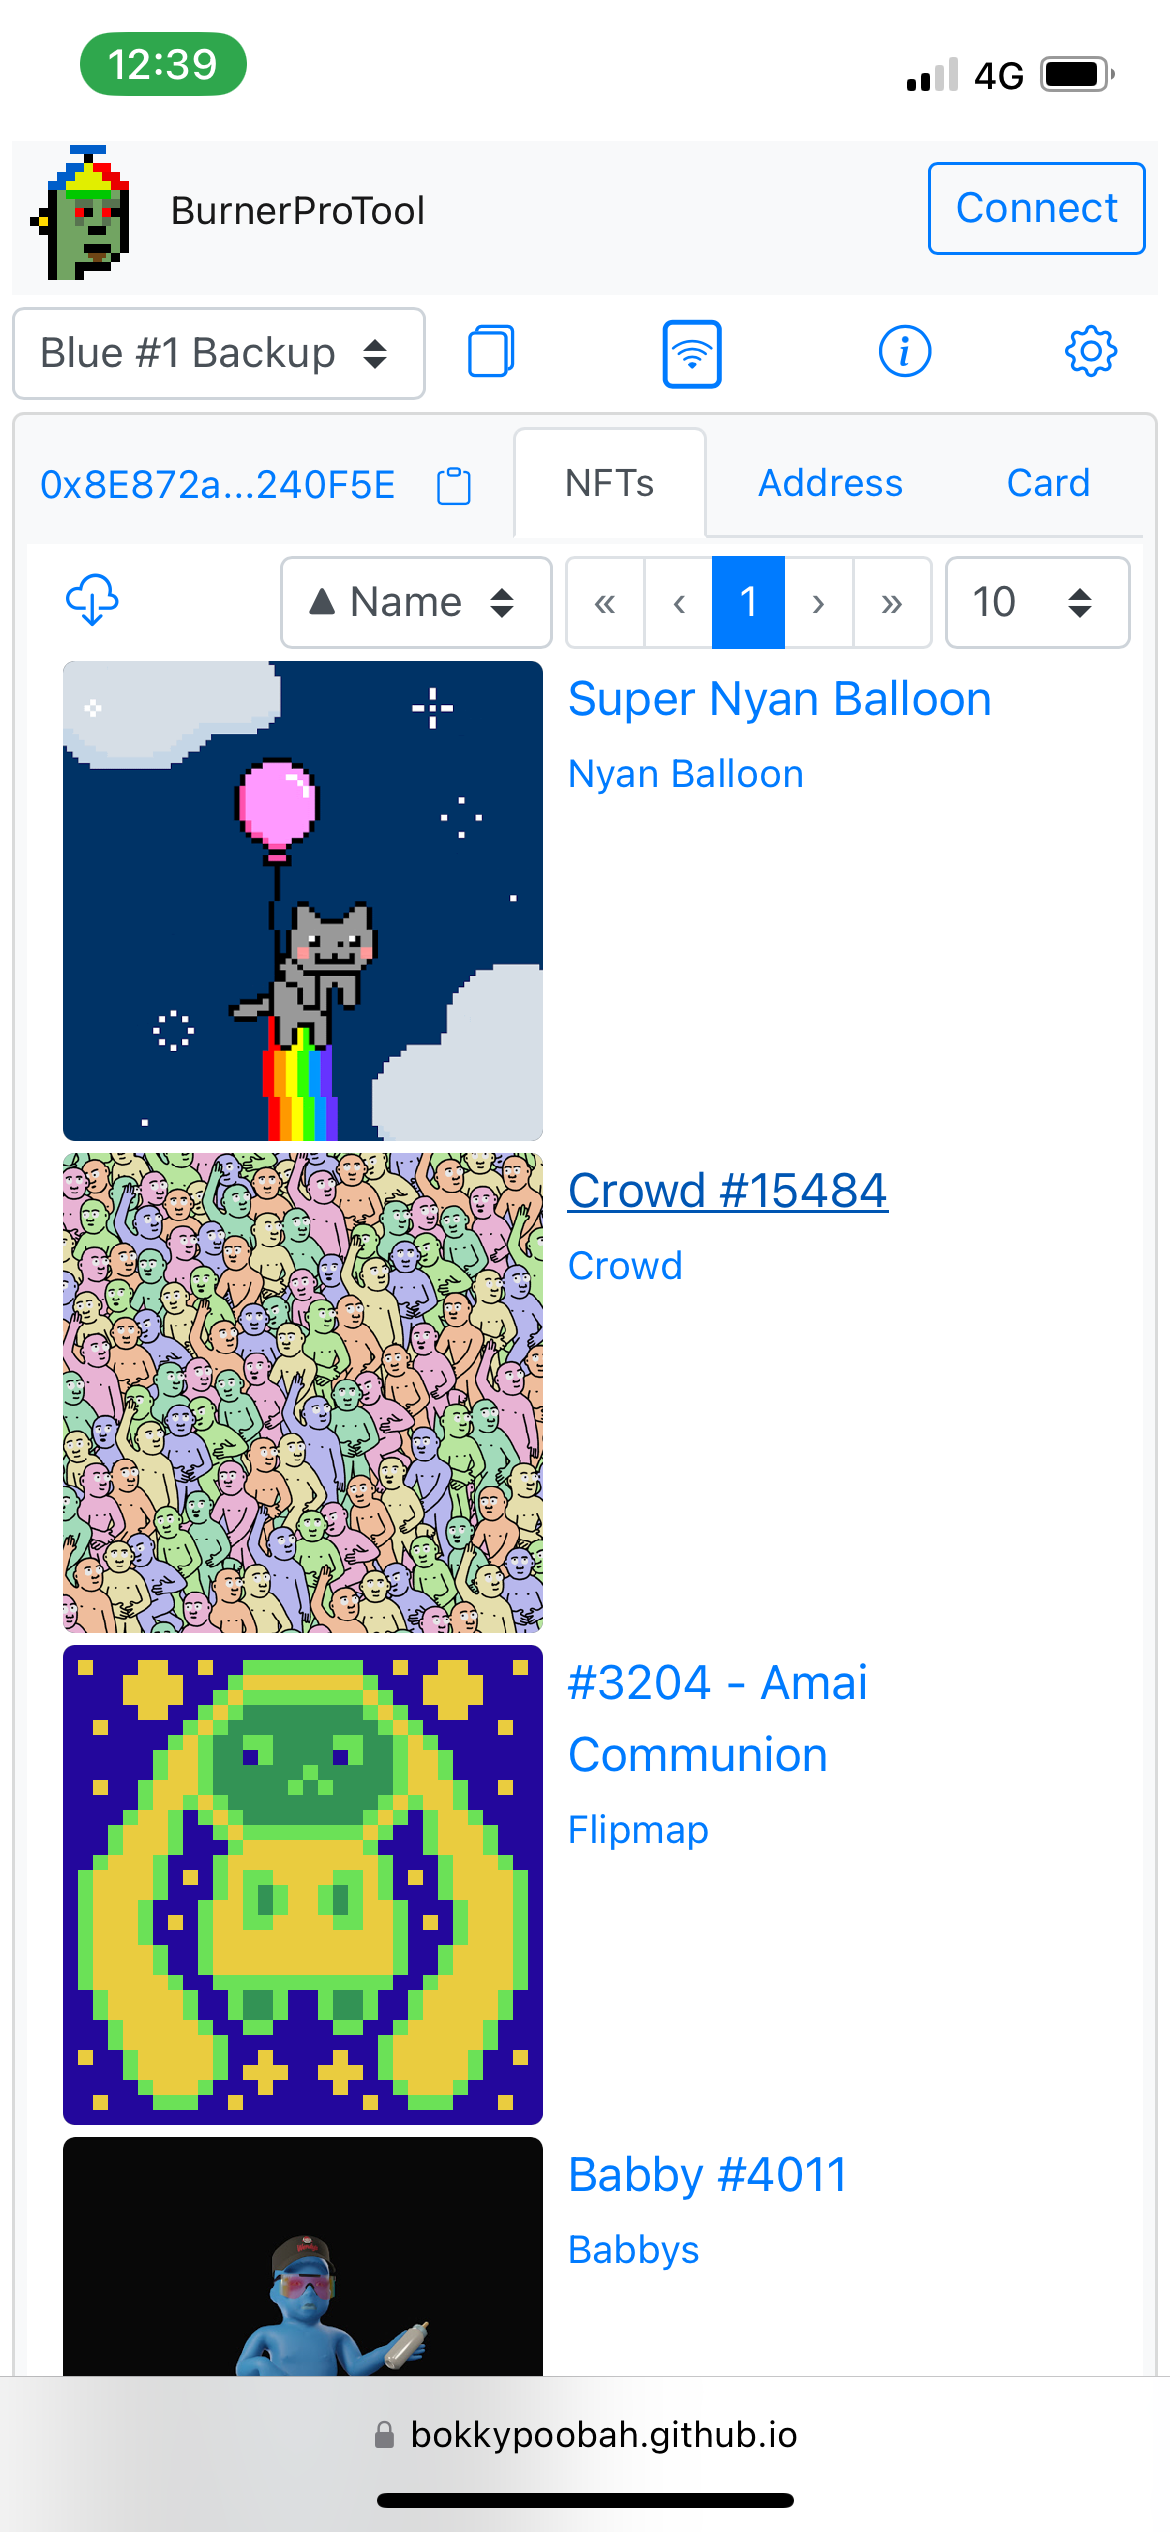 12:39
4G
BurnerProTool
Connect
Blue #1 Backup
0x8E872a...240F5E
NFTs
Address
Card
▲ Name
«
‹
1
›
»
10
Super Nyan Balloon
Nyan Balloon
Crowd #15484
Crowd
#3204 - Amai
Communion
Flipmap
Babby #4011
Babbys
bokkypoobah.github.io